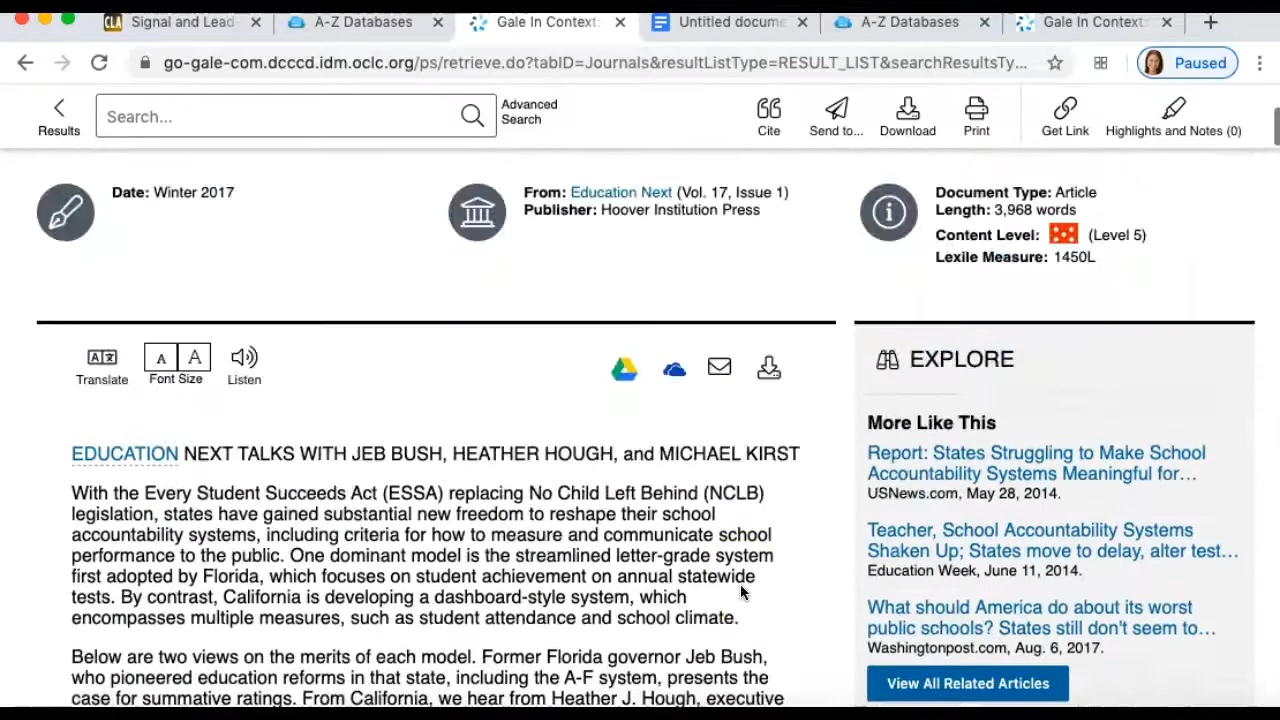 CLA Signal and Lead A-Z Databases Gale In Context: Untitled docume A-Z Databases Gale In Context
go-gale-com.dcccd.idm.oclc.org/ps/retrieve.do?tabID=Journals&resultListType=RESULT_LIST&searchResultsTy... Paused
Results
Search...
Advanced
Search
Cite
Send to...
Download
Print
Get Link
Highlights and Notes (0)
Date: Winter 2017
From: Education Next (Vol. 17, Issue 1)
Publisher: Hoover Institution Press
Document Type: Article
Length: 3,968 words
Content Level: (Level 5)
Lexile Measure: 1450L
Translate
A A
Font Size
Listen
EDUCATION NEXT TALKS WITH JEB BUSH, HEATHER HOUGH, and MICHAEL KIRST
With the Every Student Succeeds Act (ESSA) replacing No Child Left Behind (NCLB)
legislation, states have gained substantial new freedom to reshape their school
accountability systems, including criteria for how to measure and communicate school
performance to the public. One dominant model is the streamlined letter-grade system
first adopted by Florida, which focuses on student achievement on annual statewide
tests. By contrast, California is developing a dashboard-style system, which
encompasses multiple measures, such as student attendance and school climate.
Below are two views on the merits of each model. Former Florida governor Jeb Bush,
who pioneered education reforms in that state, including the A-F system, presents the
case for summative ratings. From California, we hear from Heather J. Hough, executive
EXPLORE
More Like This
Report: States Struggling to Make School
Accountability Systems Meaningful for...
USNews.com, May 28, 2014.
Teacher, School Accountability Systems
Shaken Up; States move to delay, alter test...
Education Week, June 11, 2014.
What should America do about its worst
public schools? States still don't seem to...
Washingtonpost.com, Aug. 6, 2017.
View All Related Articles